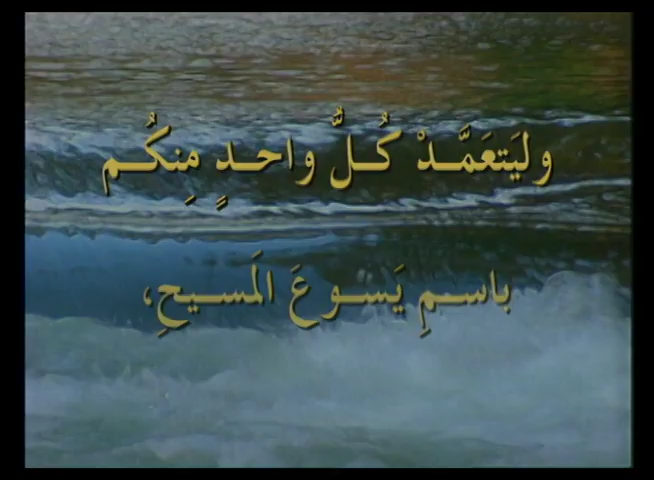 وليَتعَمَّدْ كُلُّ واحدٍ مِنكُم
باسمِ يَسوعَ المَسيحِ،